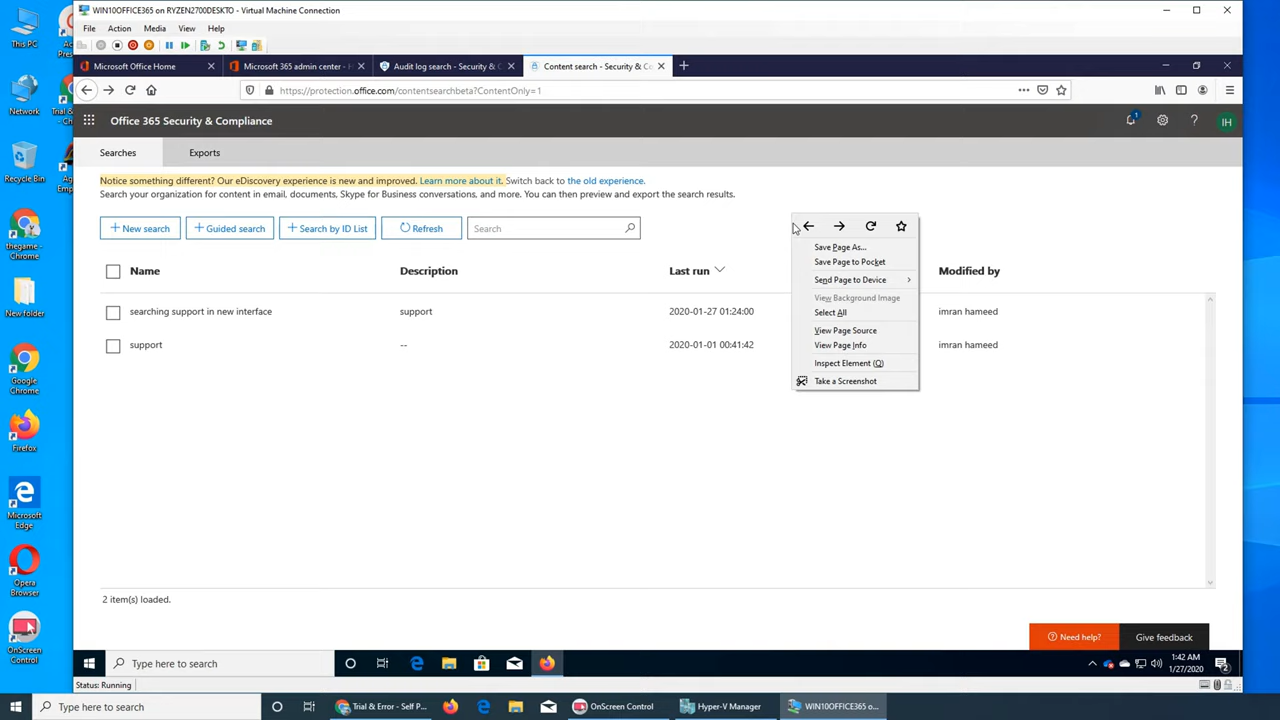 This PC
Network
Recycle Bin
thegame - Chrome
New folder
Google Chrome
Firefox
Microsoft Edge
Opera Browser
OnScreen Control
WIN10OFFICE365 on RYZEN2700DESKTO - Virtual Machine Connection
File Action Media View Help
Microsoft Office Home
Microsoft 365 admin center - H
Audit log search - Security & C
Content search - Security & Co
https://protection.office.com/contentsearchbeta?ContentOnly=1
Office 365 Security & Compliance
1
IH
Searches Exports
Notice something different? Our eDiscovery experience is new and improved. Learn more about it. Switch back to the old experience.
Search your organization for content in email, documents, Skype for Business conversations, and more. You can then preview and export the search results.
New search Guided search Search by ID List Refresh Search
Name Description Last run Modified by
searching support in new interface support 2020-01-27 01:24:00 imran hameed
support -- 2020-01-01 00:41:42 imran hameed
Save Page As...
Save Page to Pocket
Send Page to Device
View Background Image
Select All
View Page Source
View Page Info
Inspect Element (Q)
Take a Screenshot
2 item(s) loaded.
Need help? Give feedback
Type here to search
1:42 AM
1/27/2020
2
Status: Running
Type here to search
Trial & Error - Self P...
OnScreen Control
Hyper-V Manager
WIN10OFFICE365 o...